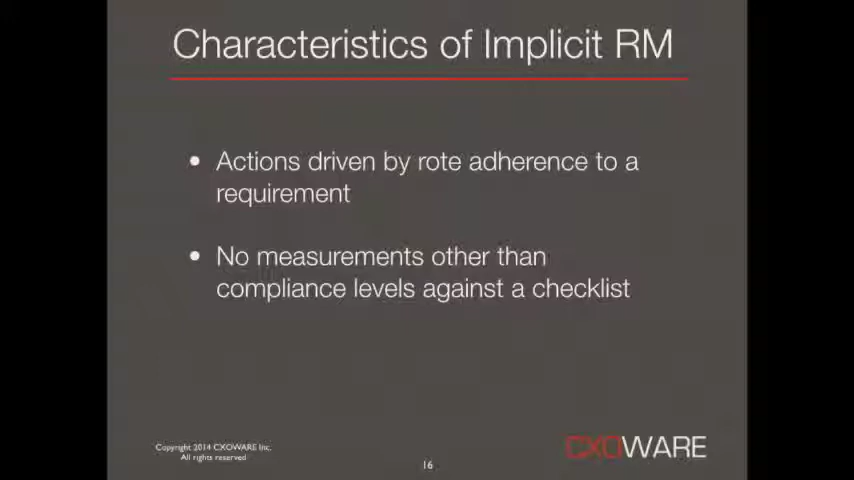 Characteristics of Implicit RM
• Actions driven by rote adherence to a
requirement
• No measurements other than
compliance levels against a checklist
Copyright 2014 CXOWARE Inc.
All rights reserved
16
CXOWARE